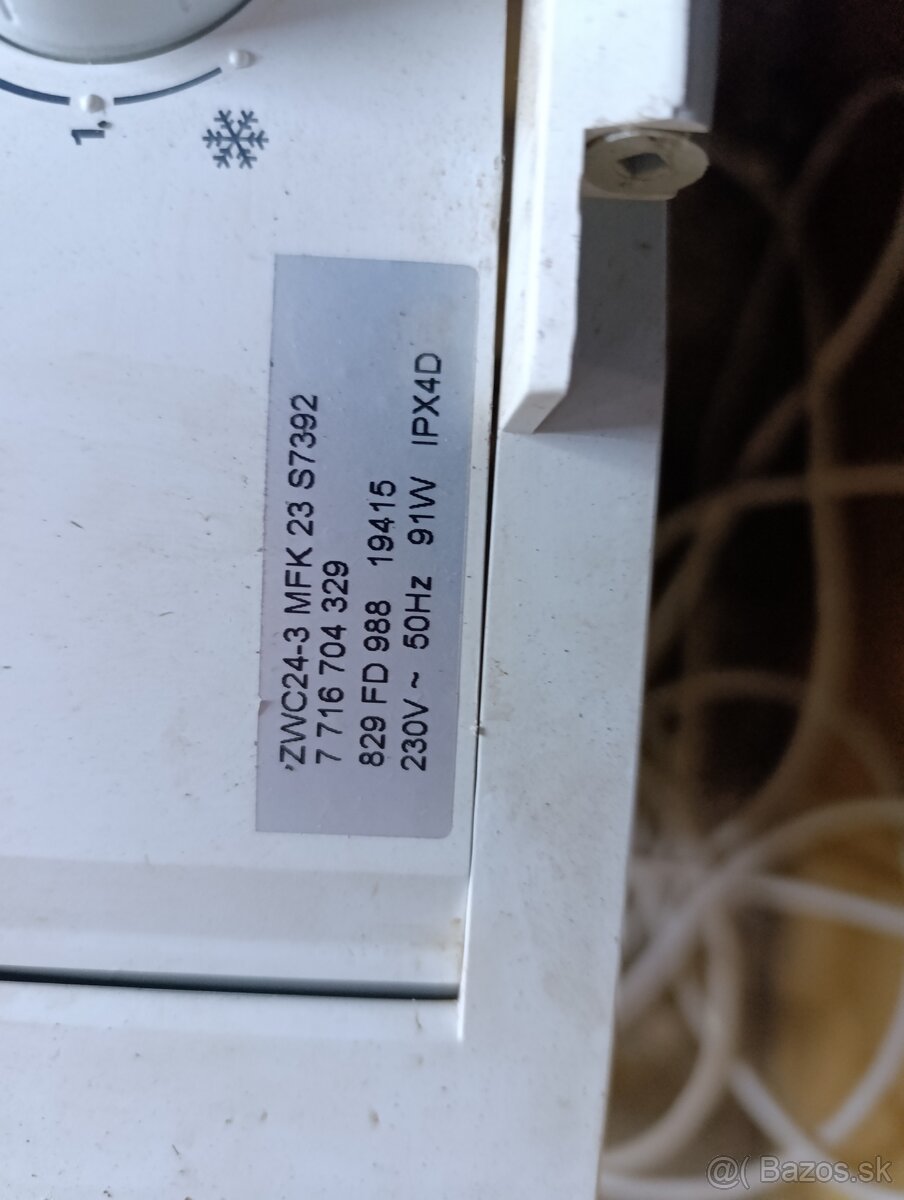 1
ZWC24-3 MFK 23 S7392
7 716 704 329
829 FD 988 19415
230V ~ 50Hz 91W IPX4D
@( Bazos.sk